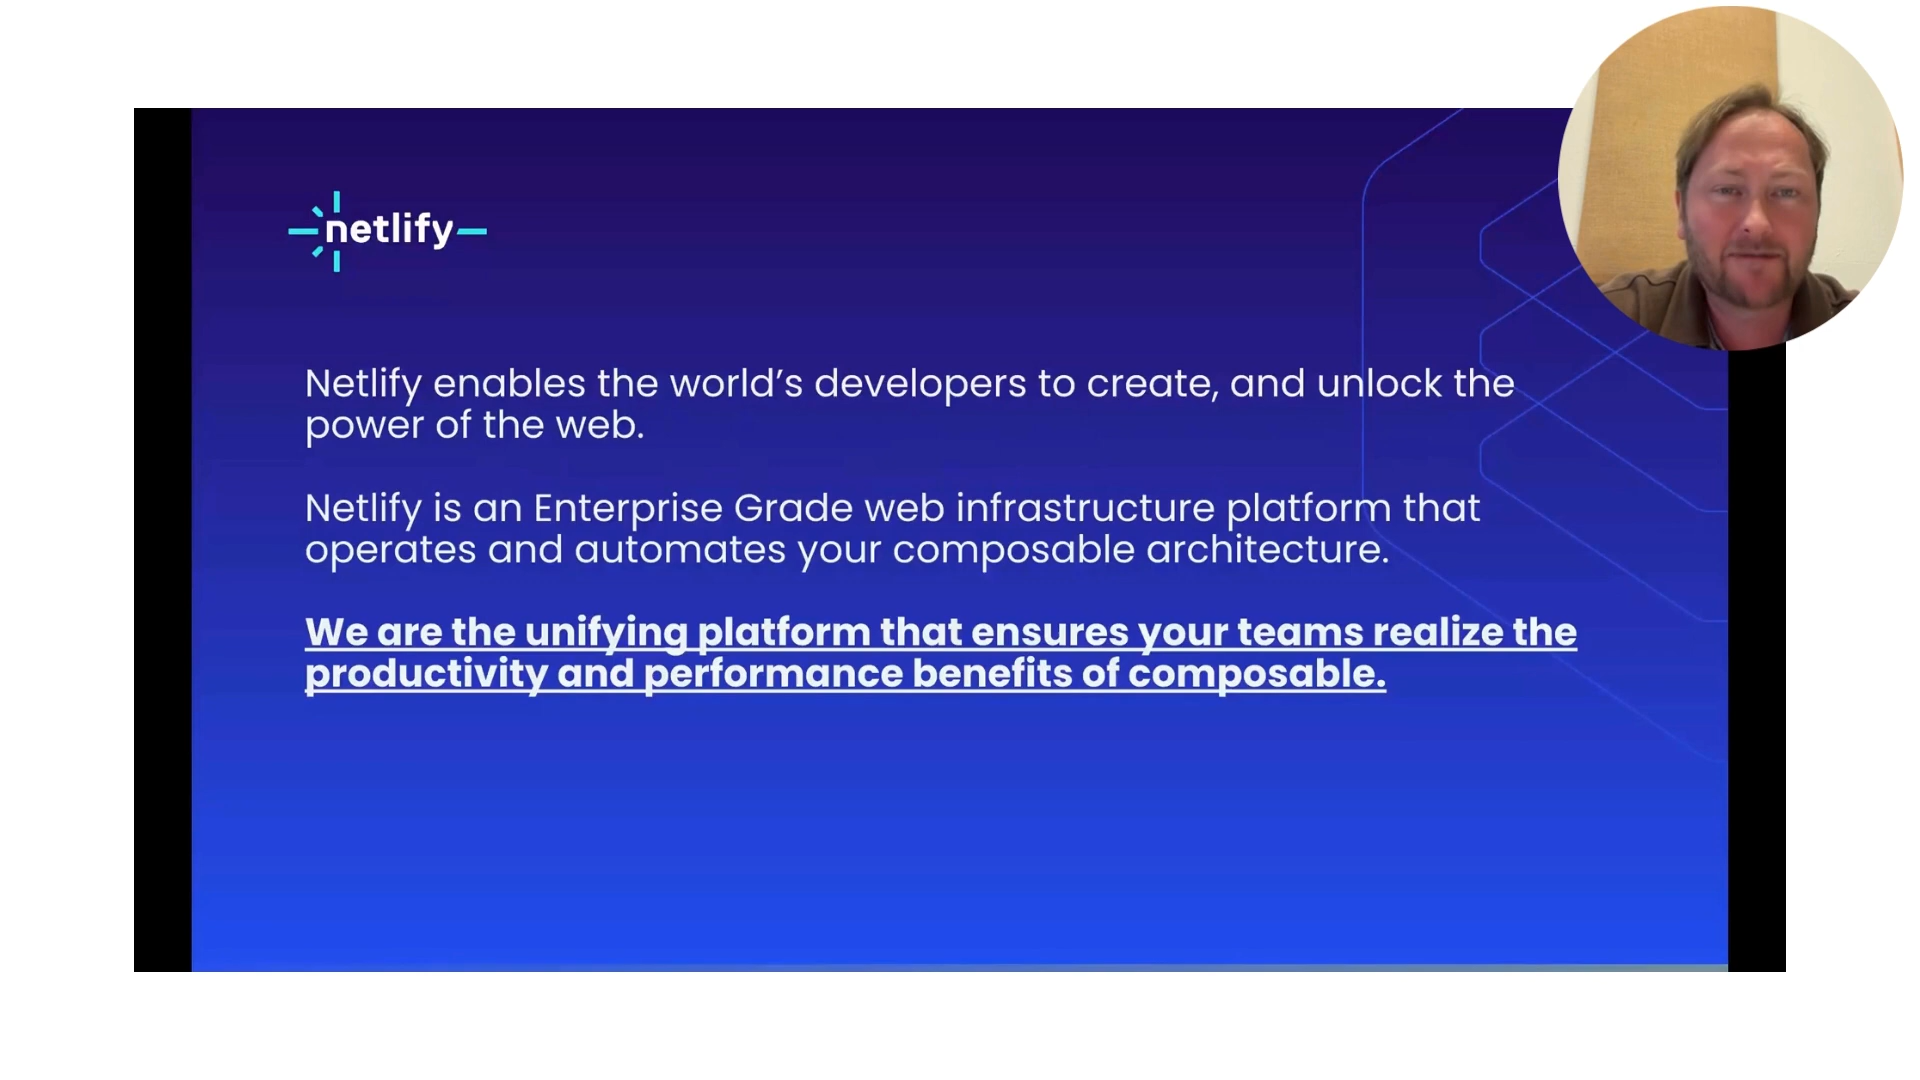 netlify
Netlify enables the world’s developers to create, and unlock the
power of the web.
Netlify is an Enterprise Grade web infrastructure platform that
operates and automates your composable architecture.
We are the unifying platform that ensures your teams realize the
productivity and performance benefits of composable.